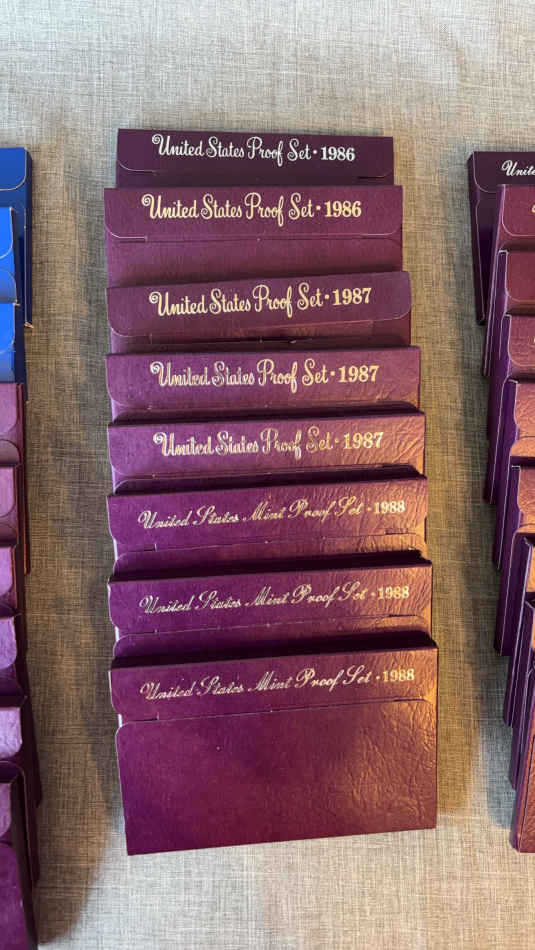 United States Proof Set • 1986
United States Proof Set • 1986
United States Proof Set • 1987
United States Proof Set • 1987
United States Proof Set • 1987
United States Mint Proof Set • 1988
United States Mint Proof Set • 1988
United States Mint Proof Set • 1988